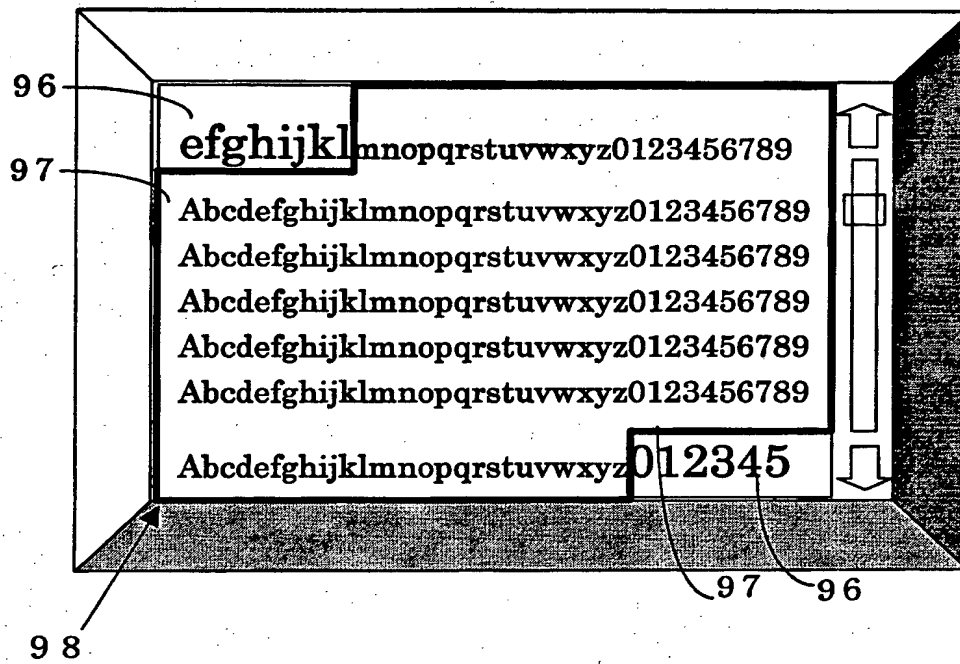 96
efghijklmnopqrstuvwxyz0123456789
97
Abcdefghijklmnopqrstuvwxyz0123456789
Abcdefghijklmnopqrstuvwxyz0123456789
Abcdefghijklmnopqrstuvwxyz0123456789
Abcdefghijklmnopqrstuvwxyz0123456789
Abcdefghijklmnopqrstuvwxyz0123456789
Abcdefghijklmnopqrstuvwxyz012345
97 96
98